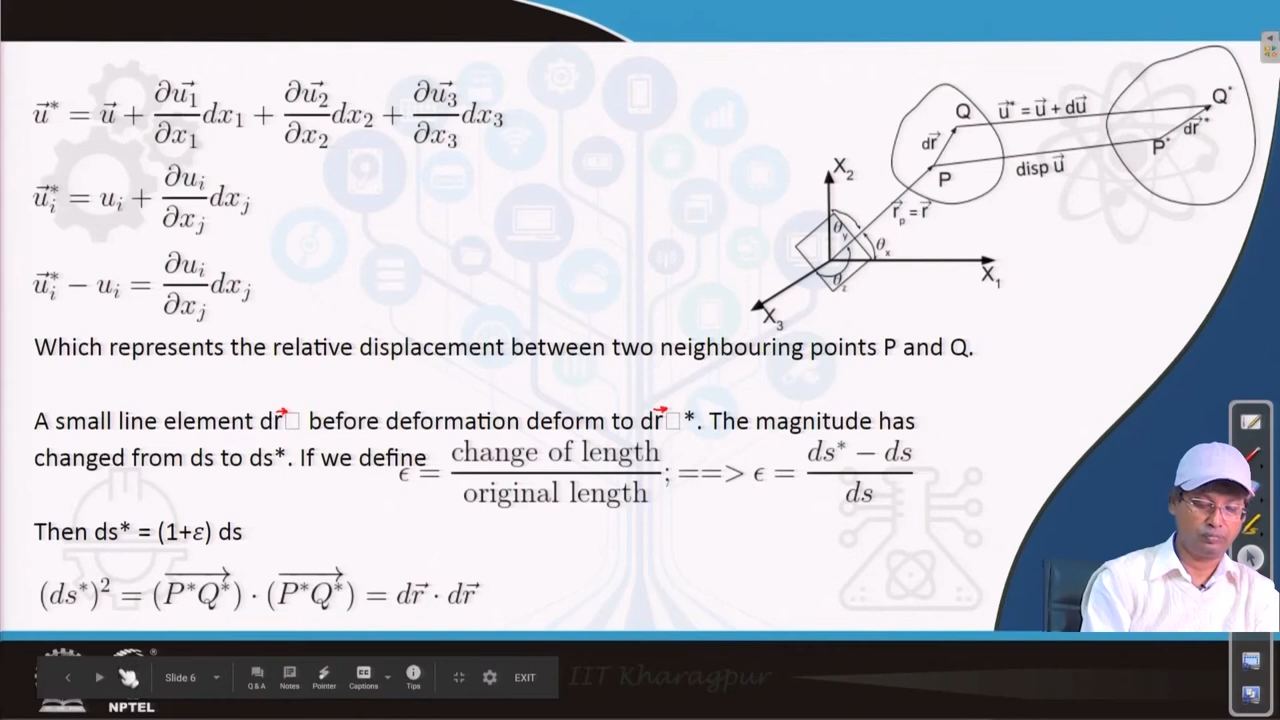 u⃗* = u⃗ + ∂u⃗₁/∂x₁ dx₁ + ∂u⃗₂/∂x₂ dx₂ + ∂u⃗₃/∂x₃ dx₃
u⃗ᵢ* = uᵢ + ∂uᵢ/∂xⱼ dxⱼ
u⃗ᵢ* − uᵢ = ∂uᵢ/∂xⱼ dxⱼ
Q
u⃗* = u⃗ + du⃗
Q*
dr⃗
dr⃗*
P*
P
disp u⃗
X₂
r⃗ₚ = r⃗
θᵧ
θₓ
θ_z
X₁
X₃
Which represents the relative displacement between two neighbouring points P and Q.
A small line element dr⃗ before deformation deform to dr⃗*. The magnitude has
changed from ds to ds*. If we define ϵ = change of length / original length ; ==> ϵ = ds* − ds / ds
Then ds* = (1+ε) ds
(ds*)² = (P*Q*) · (P*Q*) = dr⃗ · dr⃗
IIT Kharagpur
Slide 6
Q & A
Notes
Pointer
CC
Captions
Tips
EXIT
NPTEL